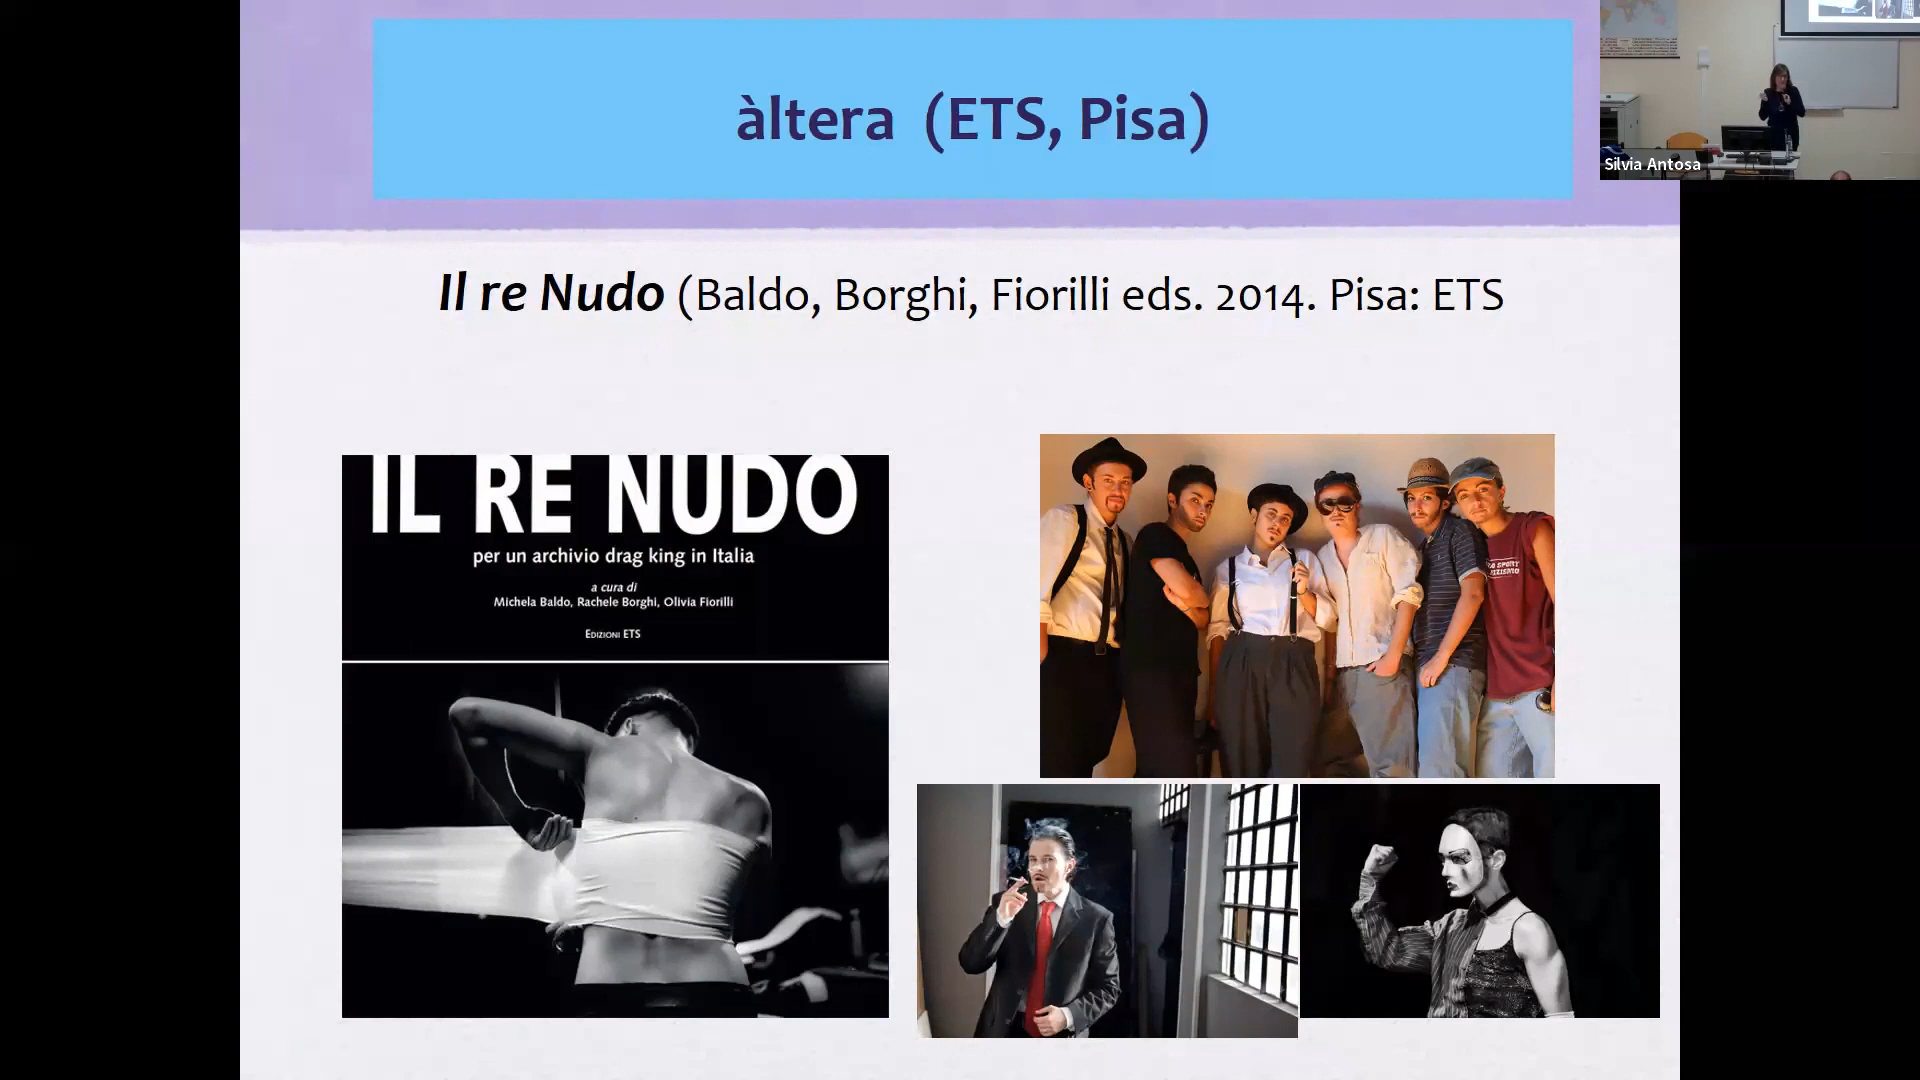 àltera (ETS, Pisa)
Silvia Antosa
Il re Nudo (Baldo, Borghi, Fiorilli eds. 2014. Pisa: ETS
IL RE NUDO
per un archivio drag king in Italia
a cura di
Michela Baldo, Rachele Borghi, Olivia Fiorilli
EDIZIONI ETS